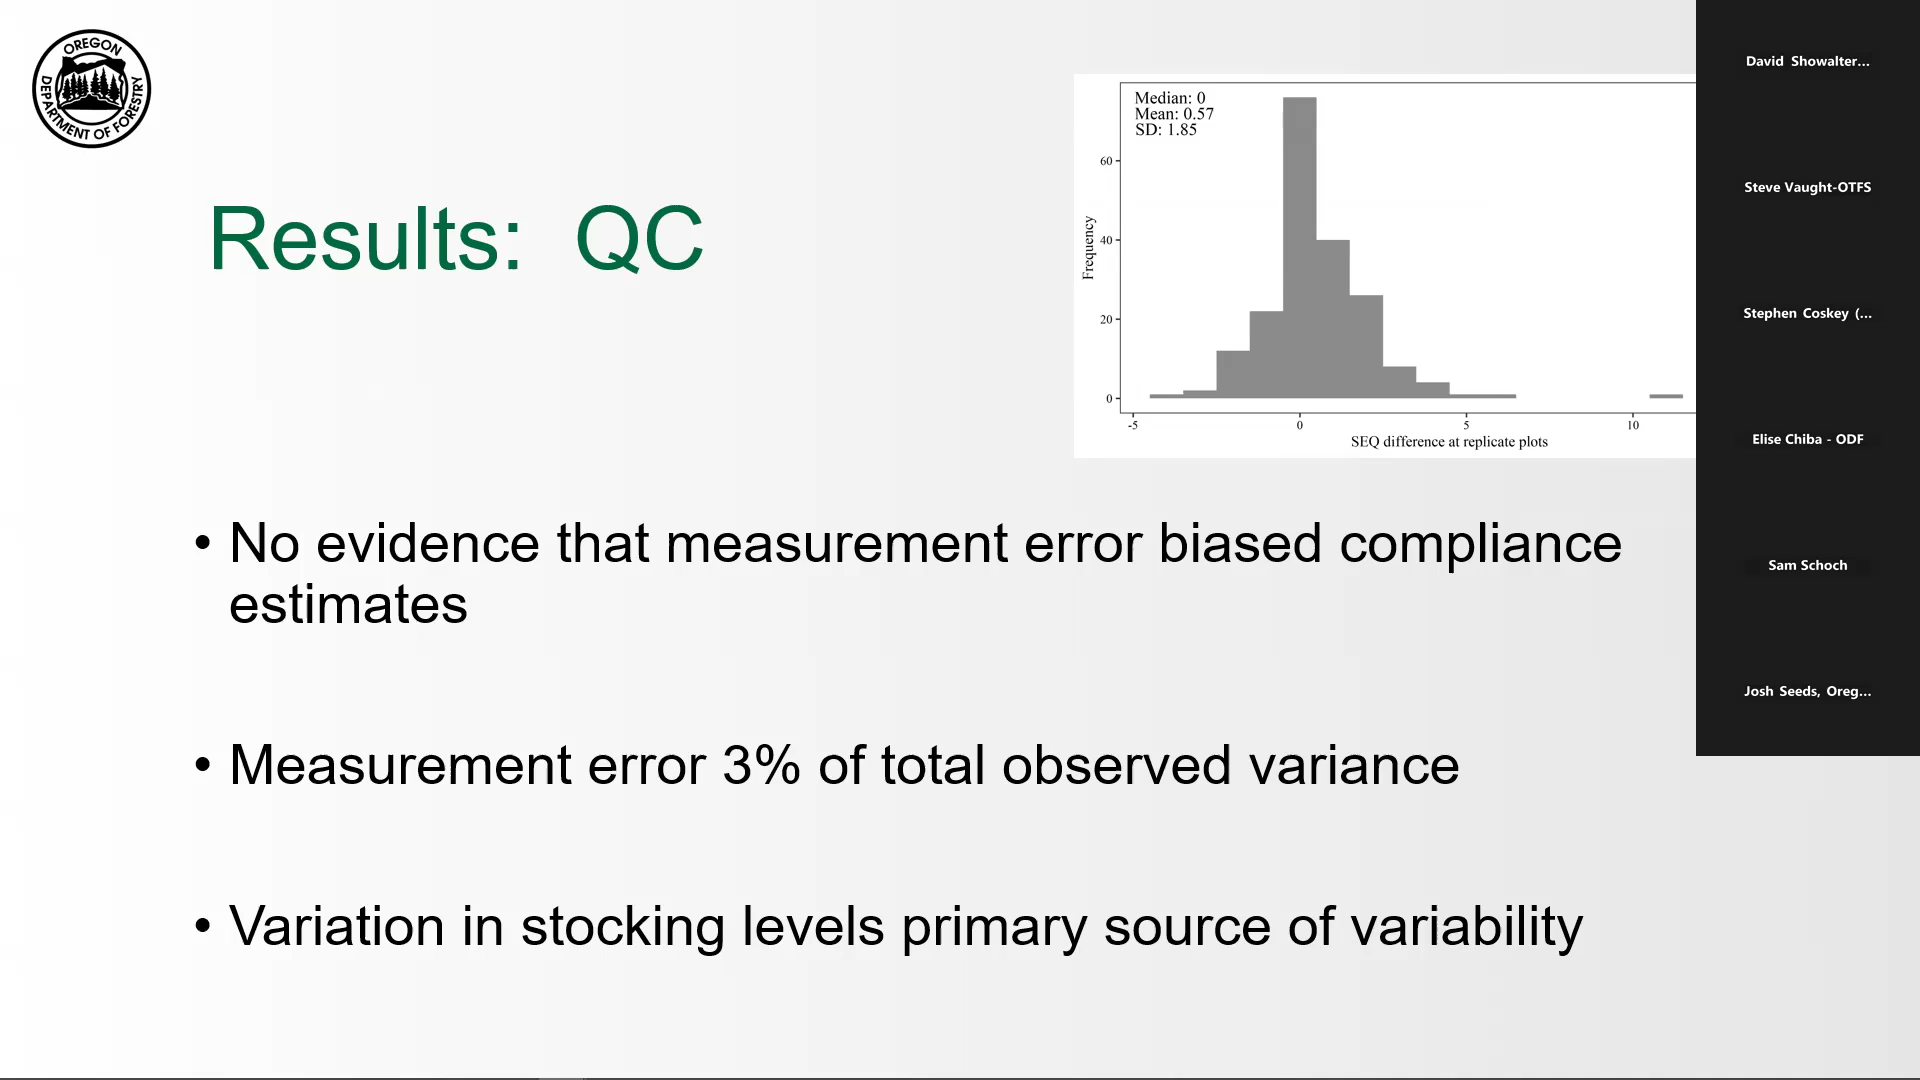 OREGON
DEPARTMENT OF FORESTRY
Results: QC
Median: 0
Mean: 0.57
SD: 1.85
Frequency
60
40
20
0
-5 0 5 10
SEQ difference at replicate plots
• No evidence that measurement error biased compliance
estimates
• Measurement error 3% of total observed variance
• Variation in stocking levels primary source of variability
David Showalter...
Steve Vaught-OTFS
Stephen Coskey (...
Elise Chiba - ODF
Sam Schoch
Josh Seeds, Oreg...